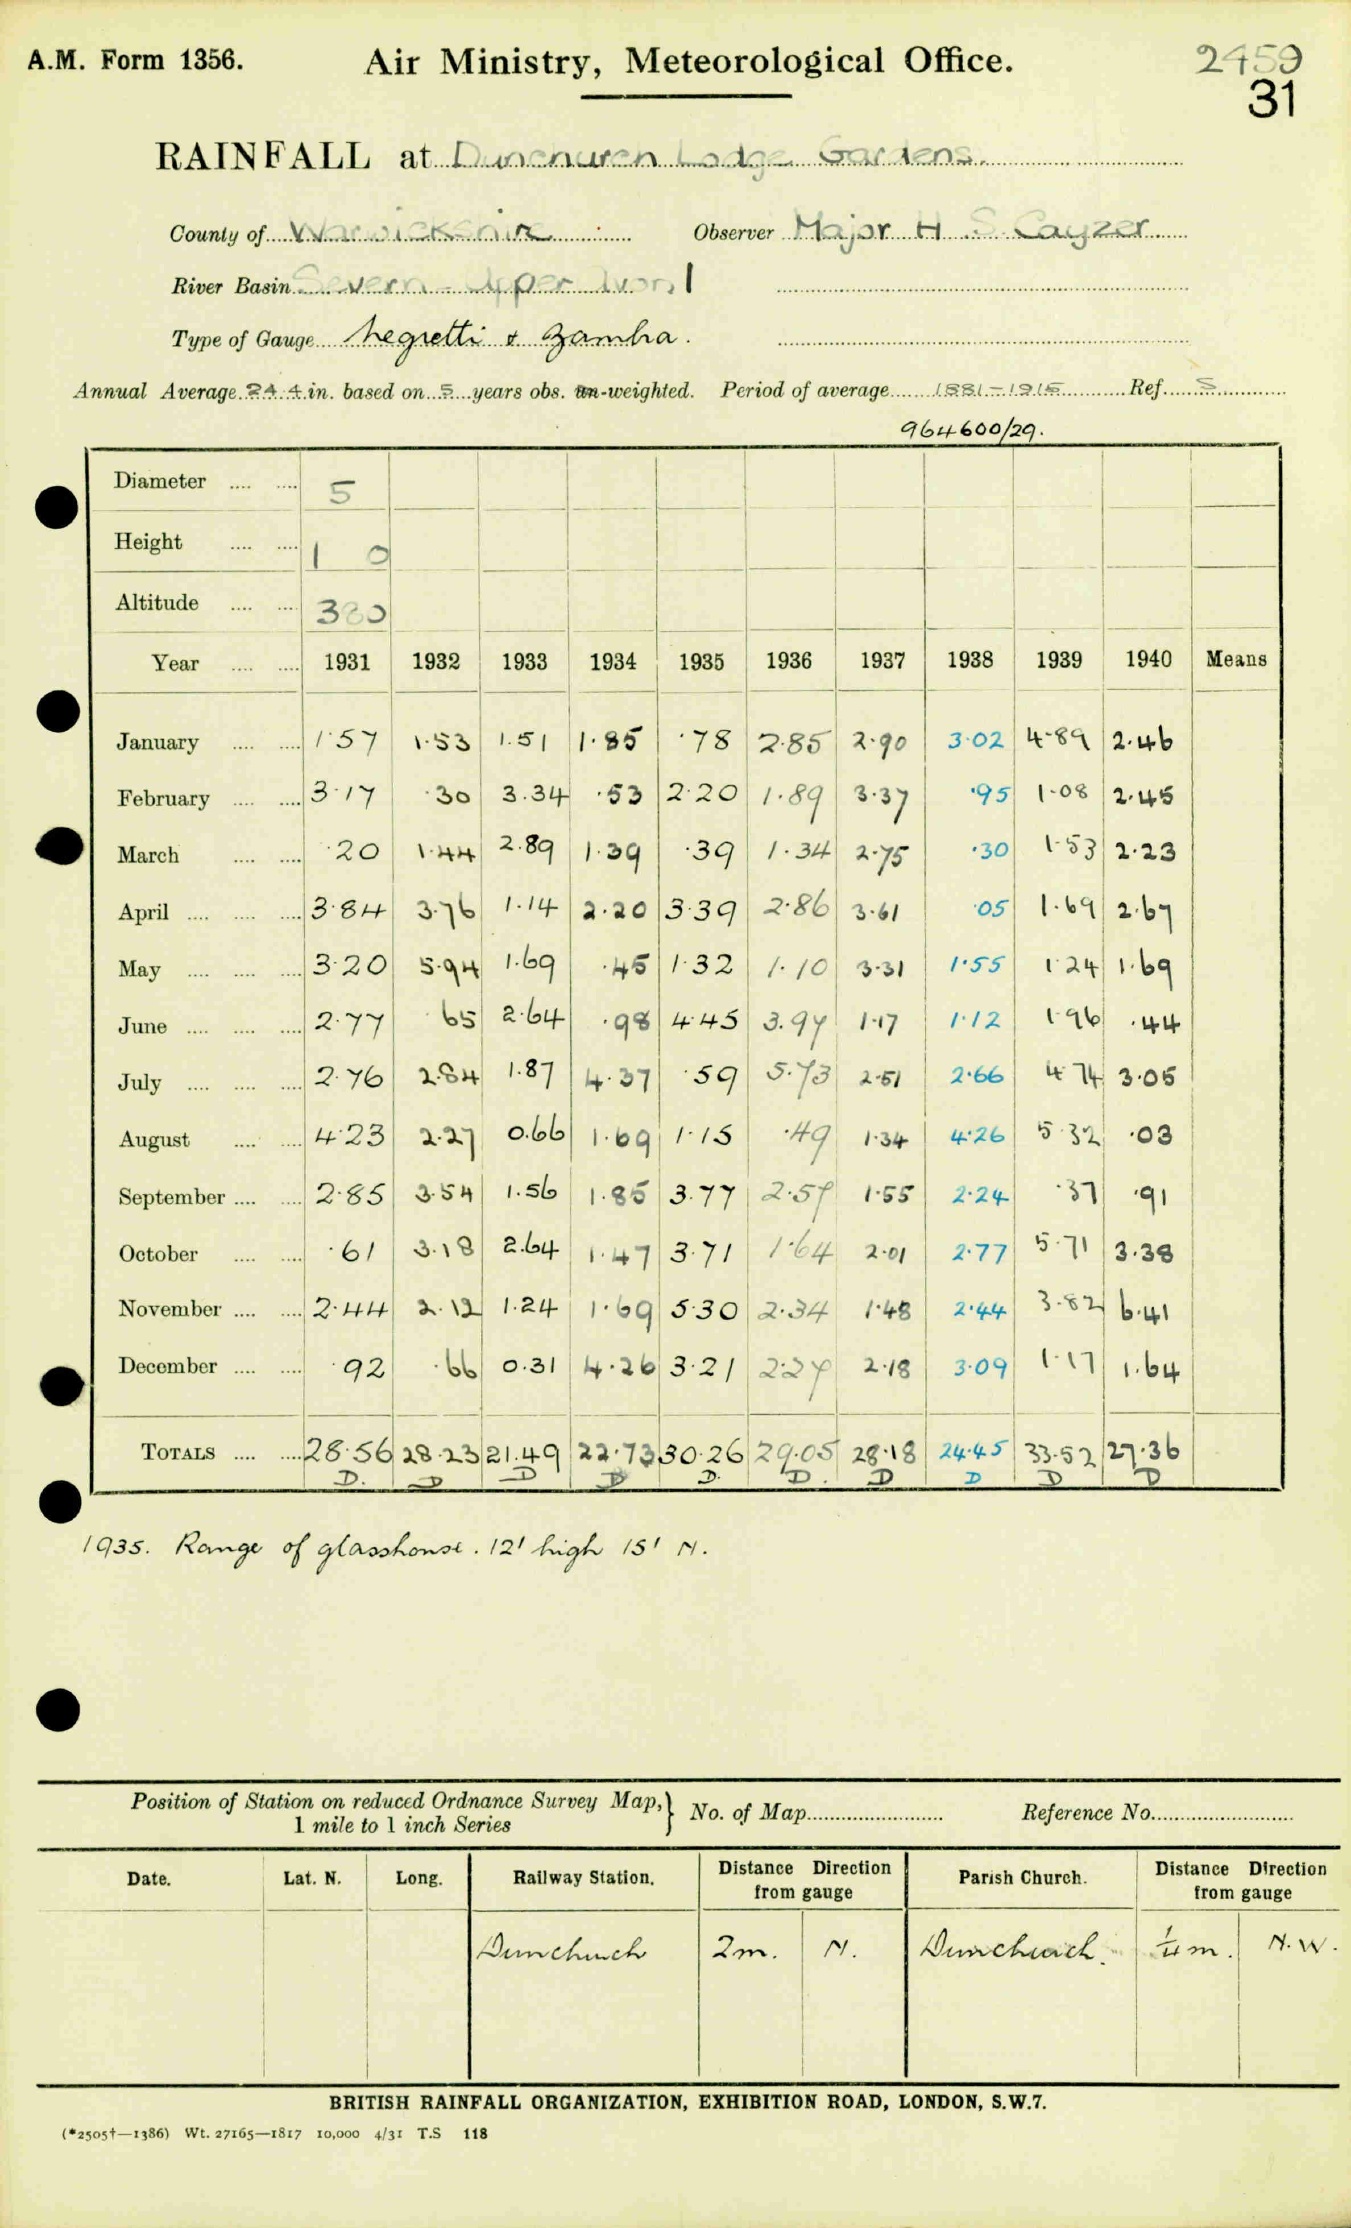 A.M. Form 1356.
Air Ministry, Meteorological Office.
2459
31
RAINFALL at Dunchurch Lodge Gardens.
County of Warwickshire Observer Major H. S. Cayzer
River Basin Severn - Upper Avon 1
Type of Gauge Negretti & Zambra.
Annual Average 24.4 in. based on 5 years obs. un-weighted. Period of average 1881-1915 Ref. S
964600/29.
Diameter 5
Height 1 0
Altitude 380
Year 1931 1932 1933 1934 1935 1936 1937 1938 1939 1940 Means
January 1.57 1.53 1.51 1.85 .78 2.85 2.90 3.02 4.89 2.46
February 3.17 .30 3.34 .53 2.20 1.89 3.37 .95 1.08 2.45
March .20 1.44 2.89 1.39 .39 1.34 2.75 .30 1.53 2.23
April 3.84 3.76 1.14 2.20 3.39 2.86 3.61 .05 1.69 2.67
May 3.20 5.94 1.69 .45 1.32 1.10 3.31 1.55 1.24 1.69
June 2.77 .65 2.64 .98 4.45 3.97 1.17 1.12 1.96 .44
July 2.76 2.84 1.87 4.37 .59 5.73 2.51 2.66 4.74 3.05
August 4.23 2.27 0.66 1.69 1.15 .49 1.34 4.26 5.32 .03
September 2.85 3.54 1.56 1.85 3.77 2.57 1.55 2.24 .37 .91
October .61 3.18 2.64 1.47 3.71 1.64 2.01 2.77 5.71 3.38
November 2.44 2.12 1.24 1.69 5.30 2.34 1.48 2.44 3.82 6.41
December .92 .66 0.31 4.26 3.21 2.27 2.18 3.09 1.17 1.64
TOTALS 28.56 28.23 21.49 22.73 30.26 29.05 28.18 24.45 33.52 27.36
D. D D D D. D. D D D D
1935. Range of glasshouse. 12' high 15' N.
Position of Station on reduced Ordnance Survey Map, 1 mile to 1 inch Series } No. of Map Reference No.
Date. Lat. N. Long. Railway Station. Distance Direction from gauge Parish Church. Distance Direction from gauge
Dunchurch 2m. N. Dunchurch. ¼ m. N.W.
BRITISH RAINFALL ORGANIZATION, EXHIBITION ROAD, LONDON, S.W.7.
(*2505†—1386) Wt. 27165—1817 10,000 4/31 T.S 118